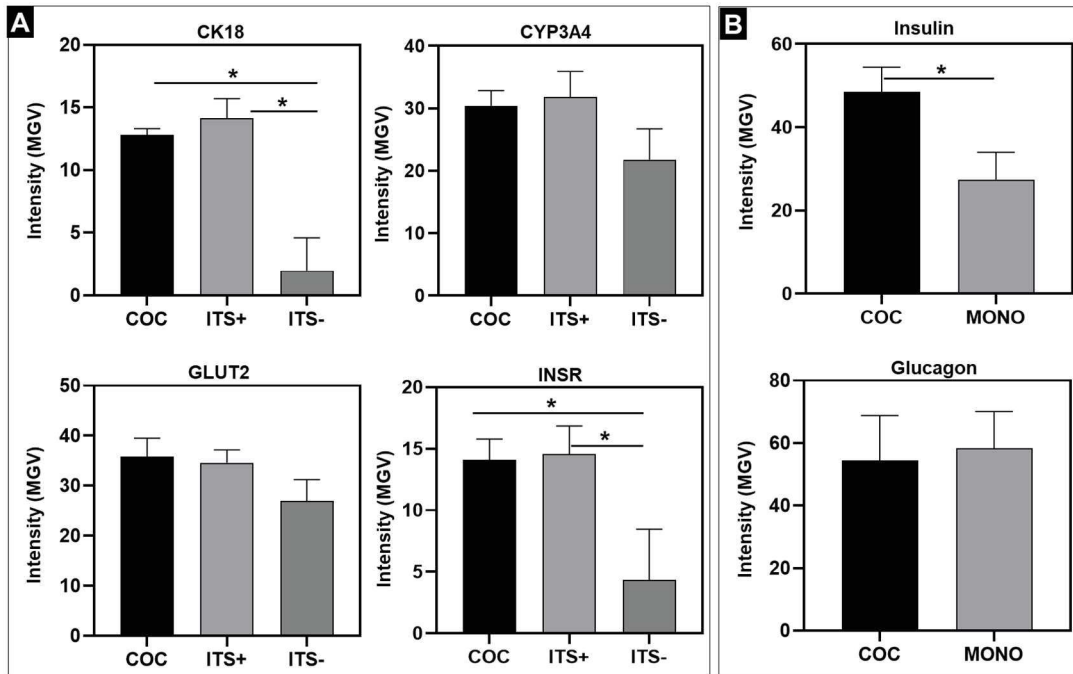 A
CK18
Intensity (MGV)
20
15
10
5
0
*
*
COC ITS+ ITS-
CYP3A4
Intensity (MGV)
40
30
20
10
0
COC ITS+ ITS-
GLUT2
Intensity (MGV)
50
40
30
20
10
0
COC ITS+ ITS-
INSR
Intensity (MGV)
20
15
10
5
0
*
*
COC ITS+ ITS-
B
Insulin
Intensity (MGV)
60
40
20
0
*
COC MONO
Glucagon
Intensity (MGV)
80
60
40
20
0
COC MONO